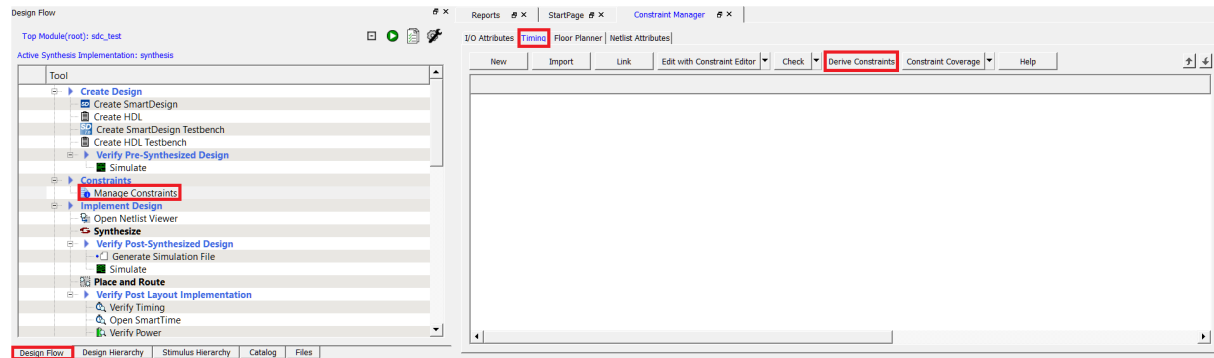 Design Flow
Top Module(root): sdc_test
Active Synthesis Implementation: synthesis
Tool
Create Design
Create SmartDesign
Create HDL
Create SmartDesign Testbench
Create HDL Testbench
Verify Pre-Synthesized Design
Simulate
Constraints
Manage Constraints
Implement Design
Open Netlist Viewer
Synthesize
Verify Post-Synthesized Design
Generate Simulation File
Simulate
Place and Route
Verify Post Layout Implementation
Verify Timing
Open SmartTime
Verify Power
Design Flow Design Hierarchy Stimulus Hierarchy Catalog Files
Reports StartPage Constraint Manager
I/O Attributes Timing Floor Planner Netlist Attributes
New Import Link Edit with Constraint Editor Check Derive Constraints Constraint Coverage Help